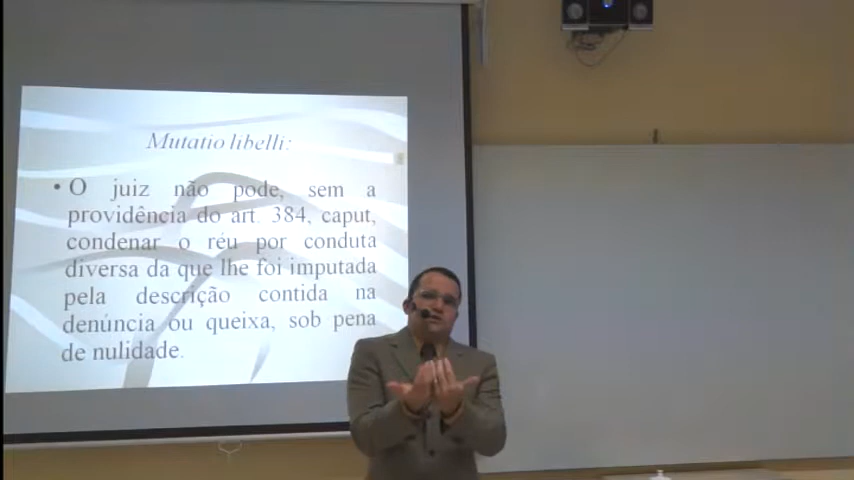 Mutatio libelli:
• O juiz não pode, sem a
providência do art. 384, caput,
condenar o réu por conduta
diversa da que lhe foi imputada
pela descrição contida na
denúncia ou queixa, sob pena
de nulidade.